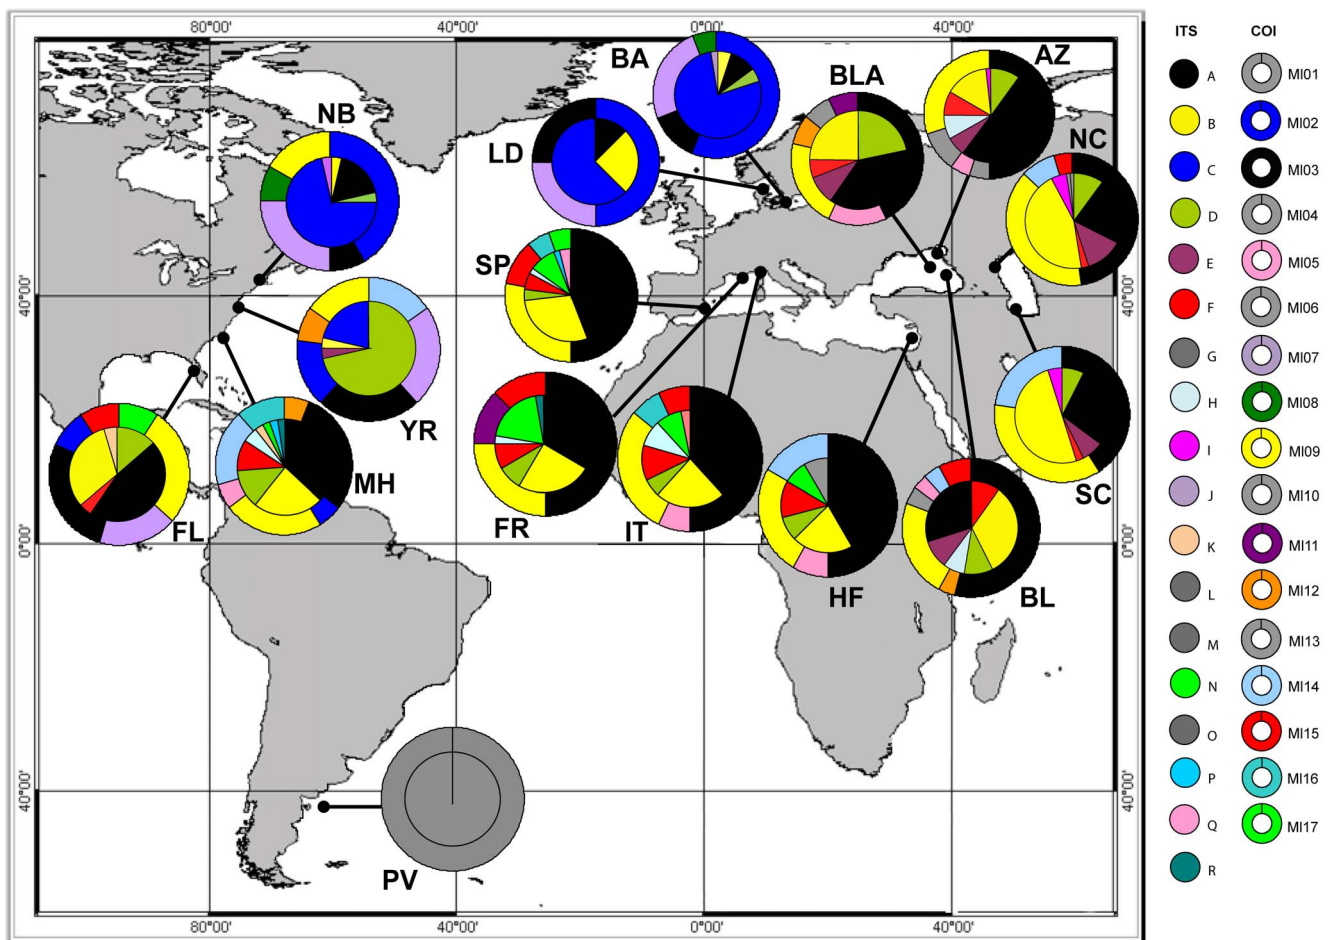 80°00'
40°00'
0°00'
40°00'
ITS
COI
BA
BLA
AZ
NB
LD
NC
SP
40°00'
40°00'
YR
FL
MH
FR
IT
HF
BL
SC
0°00'
0°00'
PV
40°00'
40°00'
80°00'
40°00'
0°00'
40°00'
A
MI01
B
MI02
C
MI03
D
MI04
E
MI05
F
MI06
G
MI07
H
MI08
I
MI09
J
MI10
K
MI11
L
MI12
M
MI13
N
MI14
O
MI15
P
MI16
Q
MI17
R